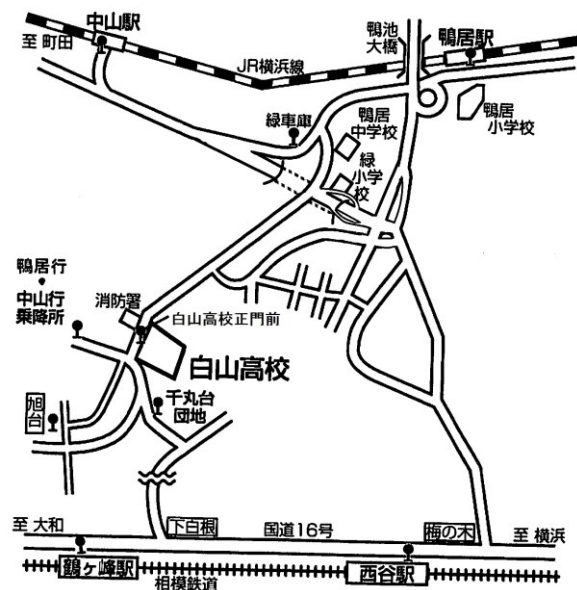 中山駅
至 町田
JR横浜線
鴨池
大橋
鴨居駅
鴨居
小学校
緑車庫
鴨居
中学校
緑
小学
校
鴨居行
・
中山行
乗降所
消防署
白山高校正門前
白山高校
旭台
千丸台
団地
至 大和
下白根
国道16号
梅の木
至 横浜
鶴ヶ峰駅
相模鉄道
西谷駅